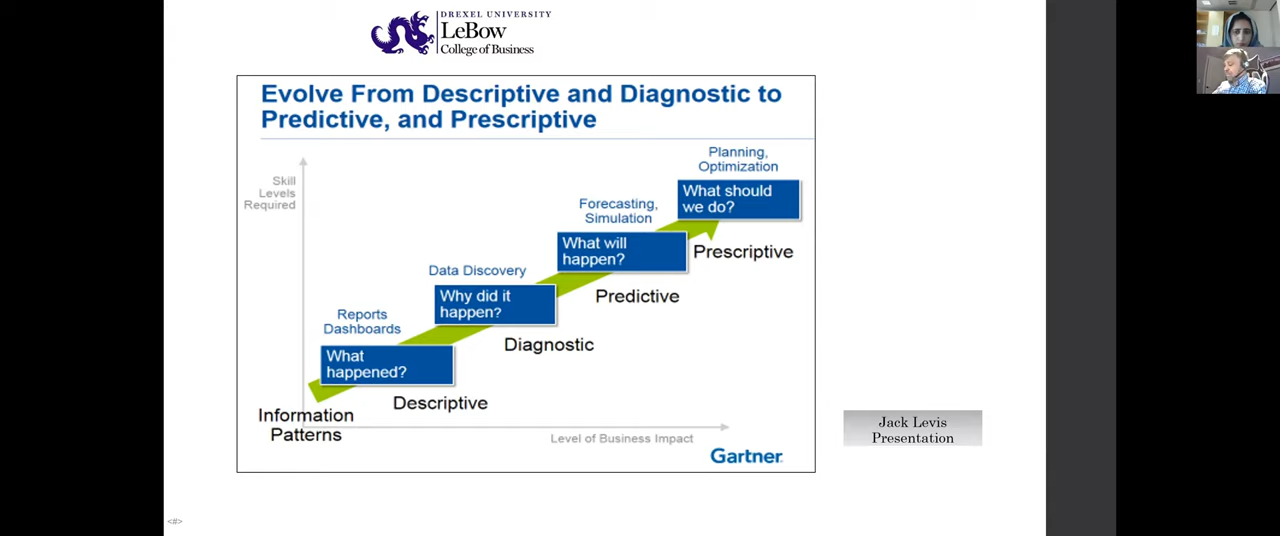 DREXEL UNIVERSITY
LeBow
College of Business
Evolve From Descriptive and Diagnostic to
Predictive, and Prescriptive
Skill
Levels
Required
Planning,
Optimization
What should
we do?
Prescriptive
Forecasting,
Simulation
What will
happen?
Predictive
Data Discovery
Why did it
happen?
Diagnostic
Reports
Dashboards
What
happened?
Descriptive
Information
Patterns
Level of Business Impact
Gartner
Jack Levis
Presentation
<#>